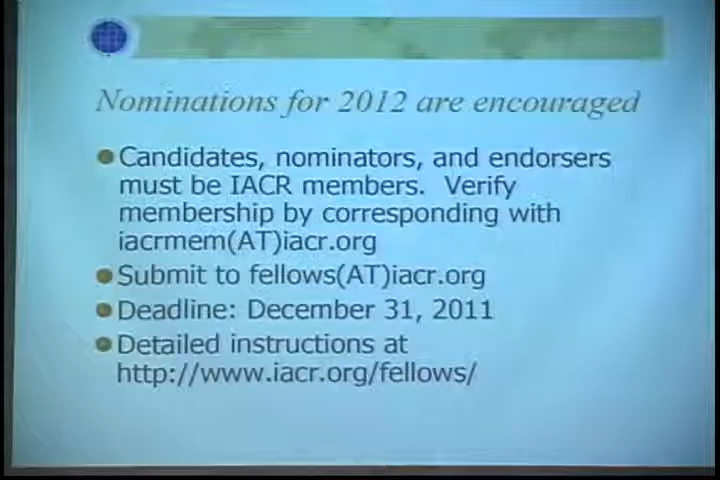 Nominations for 2012 are encouraged
Candidates, nominators, and endorsers
must be IACR members. Verify
membership by corresponding with
iacrmem(AT)iacr.org
Submit to fellows(AT)iacr.org
Deadline: December 31, 2011
Detailed instructions at
http://www.iacr.org/fellows/